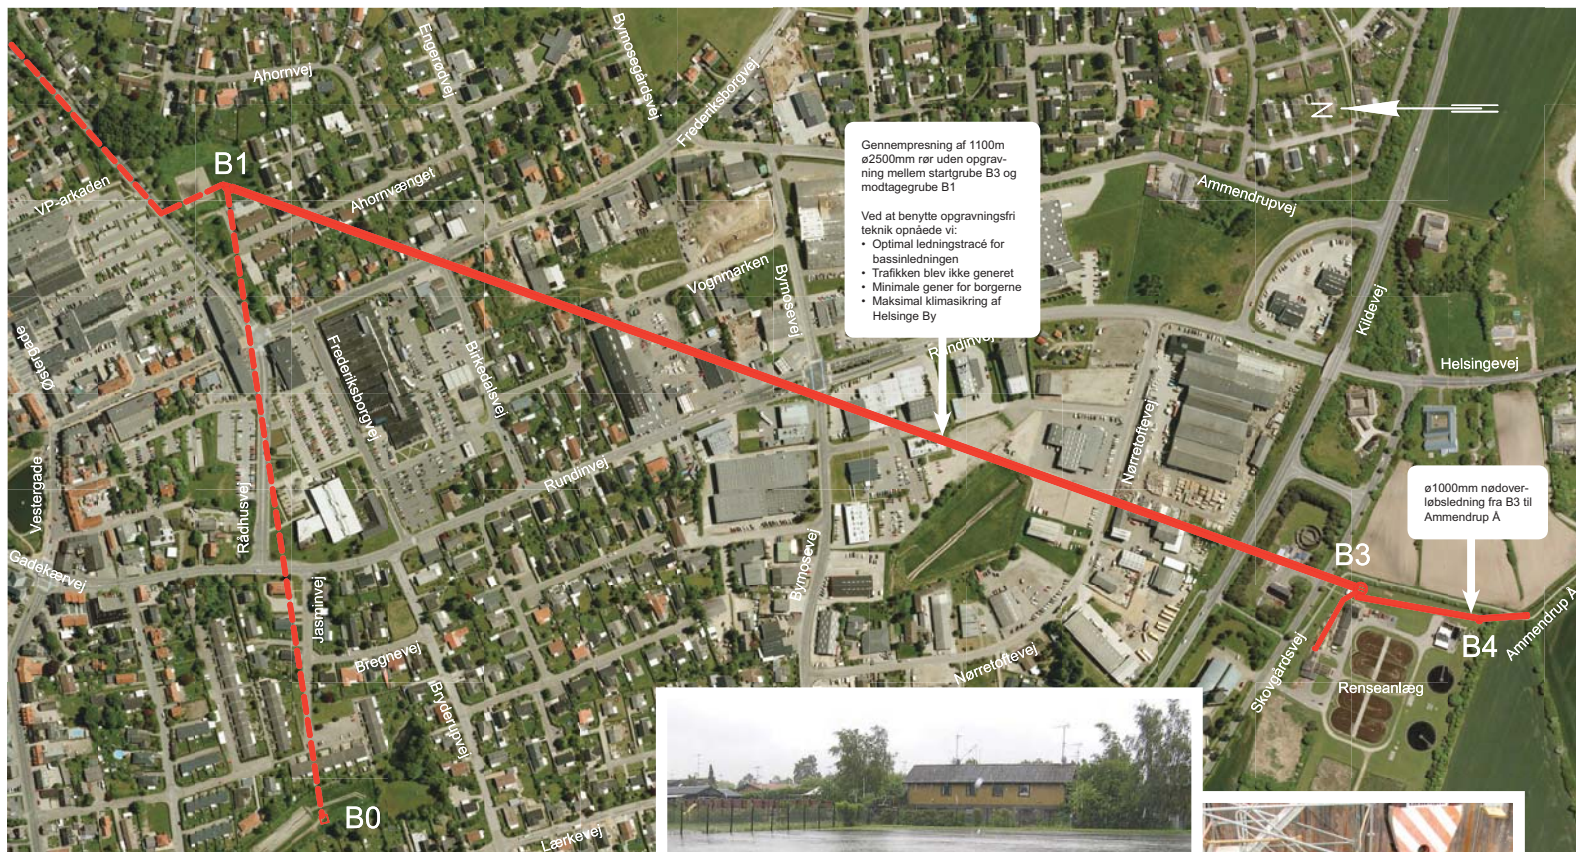 Ahornvej
Engerødvej
Bymosegårdsvej
Frederiksborgvej
N
Gennempresning af 1100m
ø2500mm rør uden opgrav-
ning mellem startgrube B3 og
modtagegrube B1
Ved at benytte opgravningsfri
teknik opnåede vi:
• Optimal ledningstracé for
bassinledningen
• Trafikken blev ikke generet
• Minimale gener for borgerne
• Maksimal klimasikring af
Helsinge By
B1
VP-arkaden
Ahornvænget
Ammendrupvej
Vognmarken
Bymosevej
Kildevej
Rundinvej
Østergade
Frederiksborgvej
Birkedalsvej
Helsingevej
Nørretoftevej
Rundinvej
Vestergade
Rådhusvej
ø1000mm nødover-
løbsledning fra B3 til
Ammendrup Å
Gadekærvej
Bymosevej
B3
Jasminvej
Bregnevej
Bryderupvej
Nørretoftevej
Skovgårdsvej
B4
Ammendrup Å
Renseanlæg
B0
Lærkevej